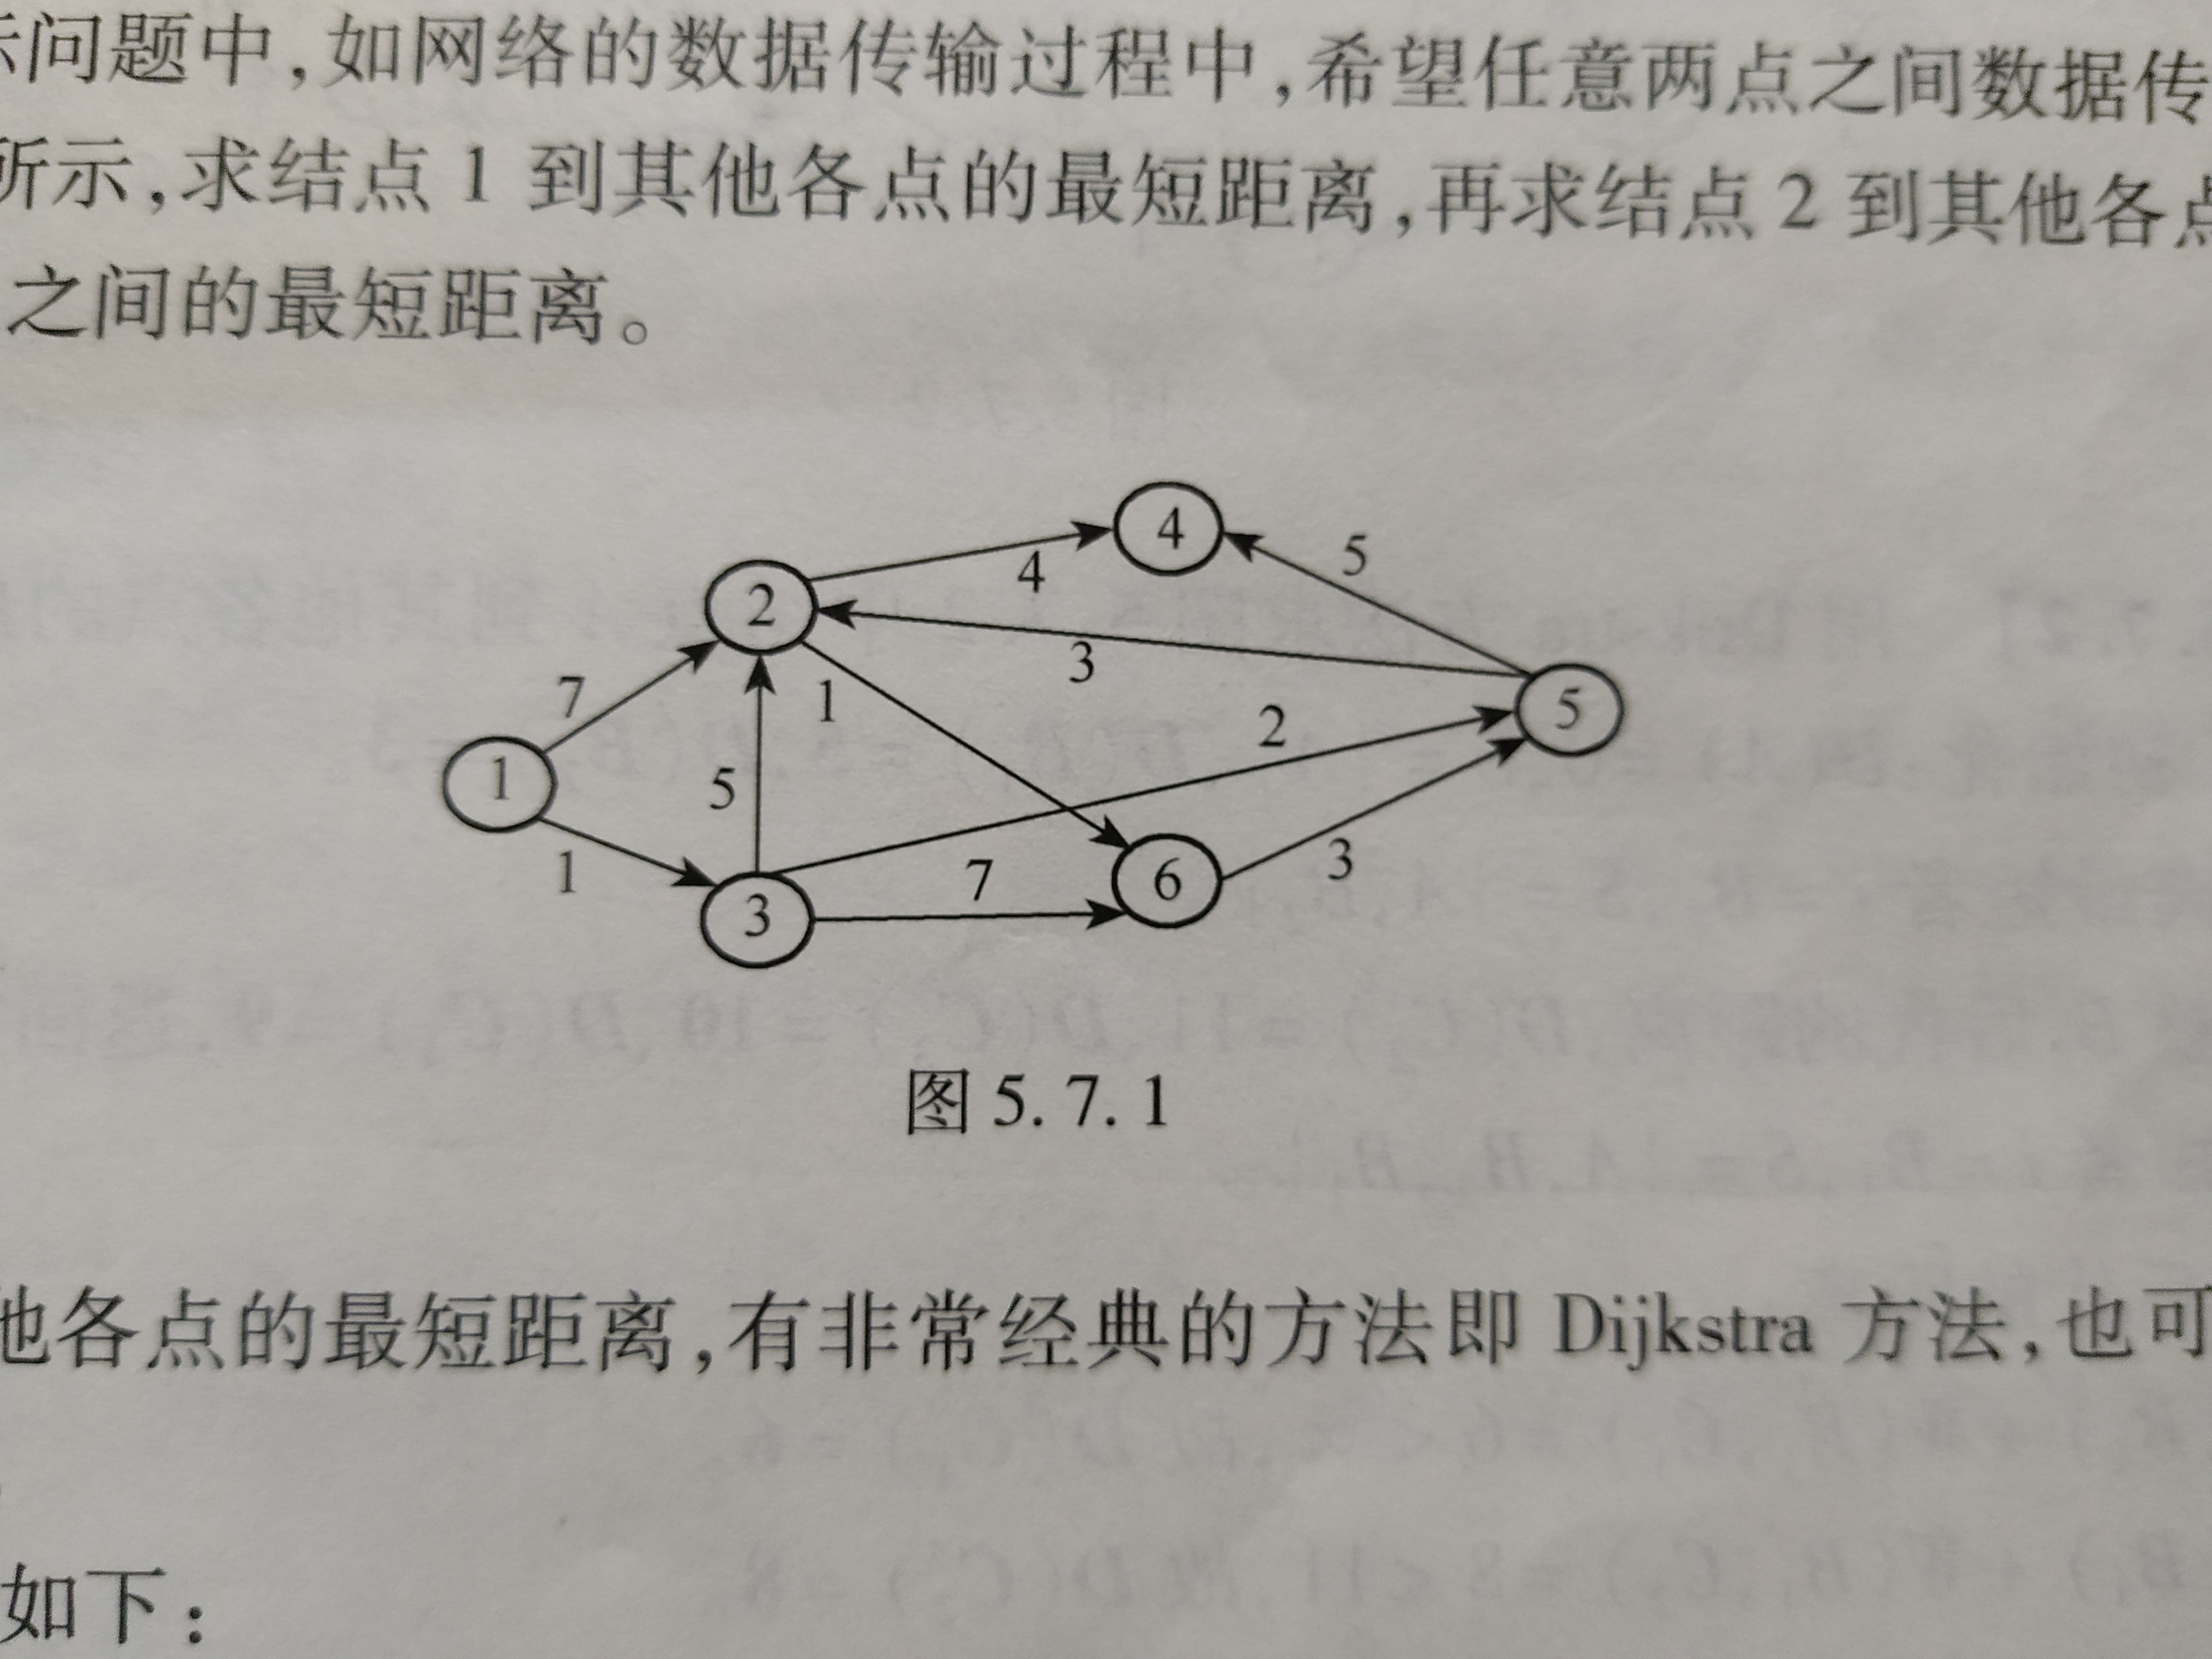 问题中,如网络的数据传输过程中,希望任意两点之间数据传
所示,求结点 1 到其他各点的最短距离,再求结点 2 到其他各点
之间的最短距离。
4
5
2
4
3
7
1
2
5
1
5
1
7
6
3
3
图 5.7.1
他各点的最短距离,有非常经典的方法即 Dijkstra 方法,也可
如下: